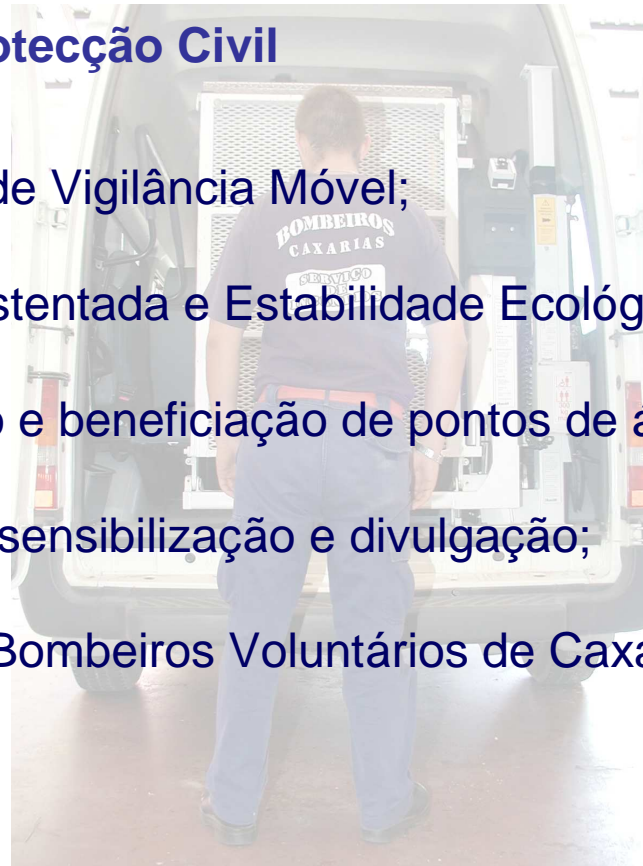 otecção Civil
de Vigilância Móvel;
BOMBEIROS
CAXARIAS
SERVIÇO
DE
stentada e Estabilidade Ecológ
o e beneficiação de pontos de á
sensibilização e divulgação;
Bombeiros Voluntários de Caxa